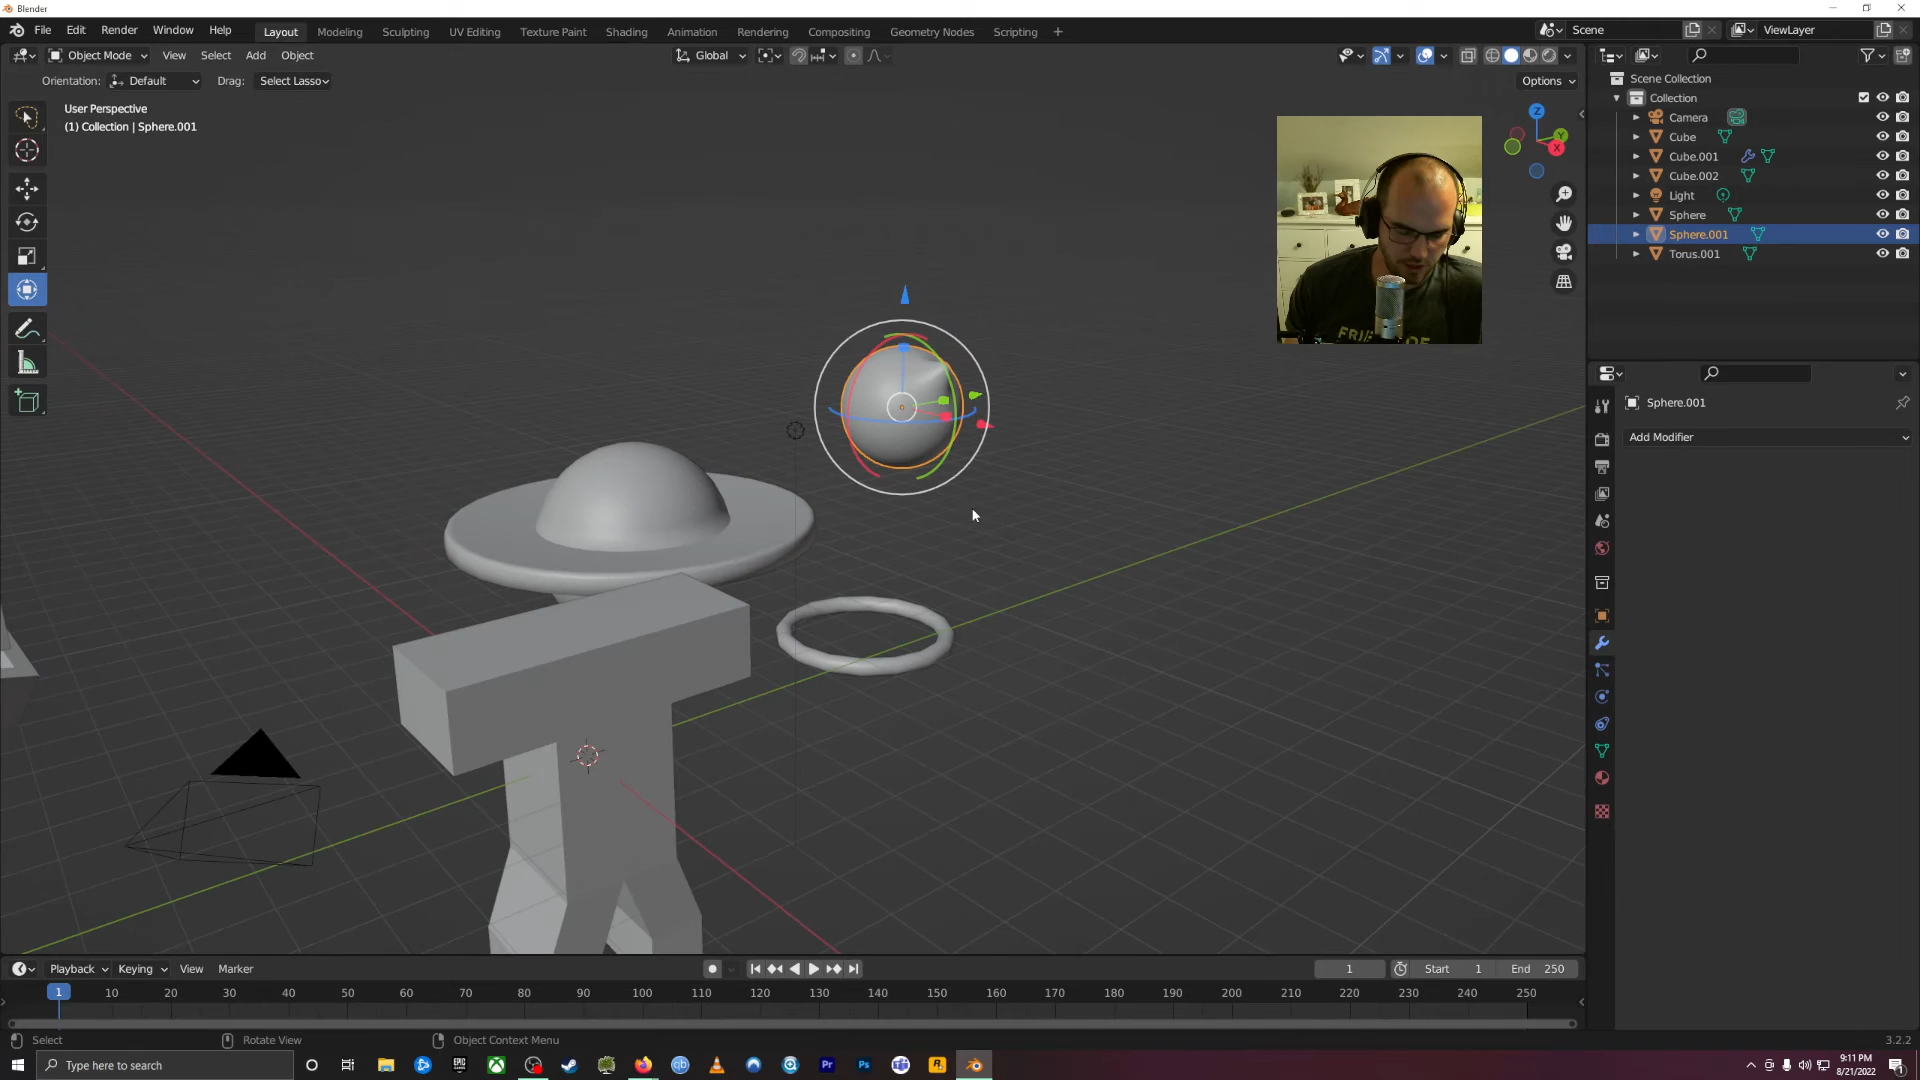 Blender
File Edit Render Window Help Layout Modeling Sculpting UV Editing Texture Paint Shading Animation Rendering Compositing Geometry Nodes Scripting +
Scene ViewLayer
Object Mode View Select Add Object Global
Orientation: Default Drag: Select Lasso Options
User Perspective
(1) Collection | Sphere.001
Z
Y
X
Scene Collection
Collection
Camera
Cube
Cube.001
Cube.002
Light
Sphere
Sphere.001
Torus.001
Sphere.001
Add Modifier
Playback Keying View Marker 1 Start 1 End 250
1 10 20 30 40 50 60 70 80 90 100 110 120 130 140 150 160 170 180 190 200 210 220 230 240 250
Select Rotate View Object Context Menu 3.2.2
Type here to search
9:11 PM
8/21/2022